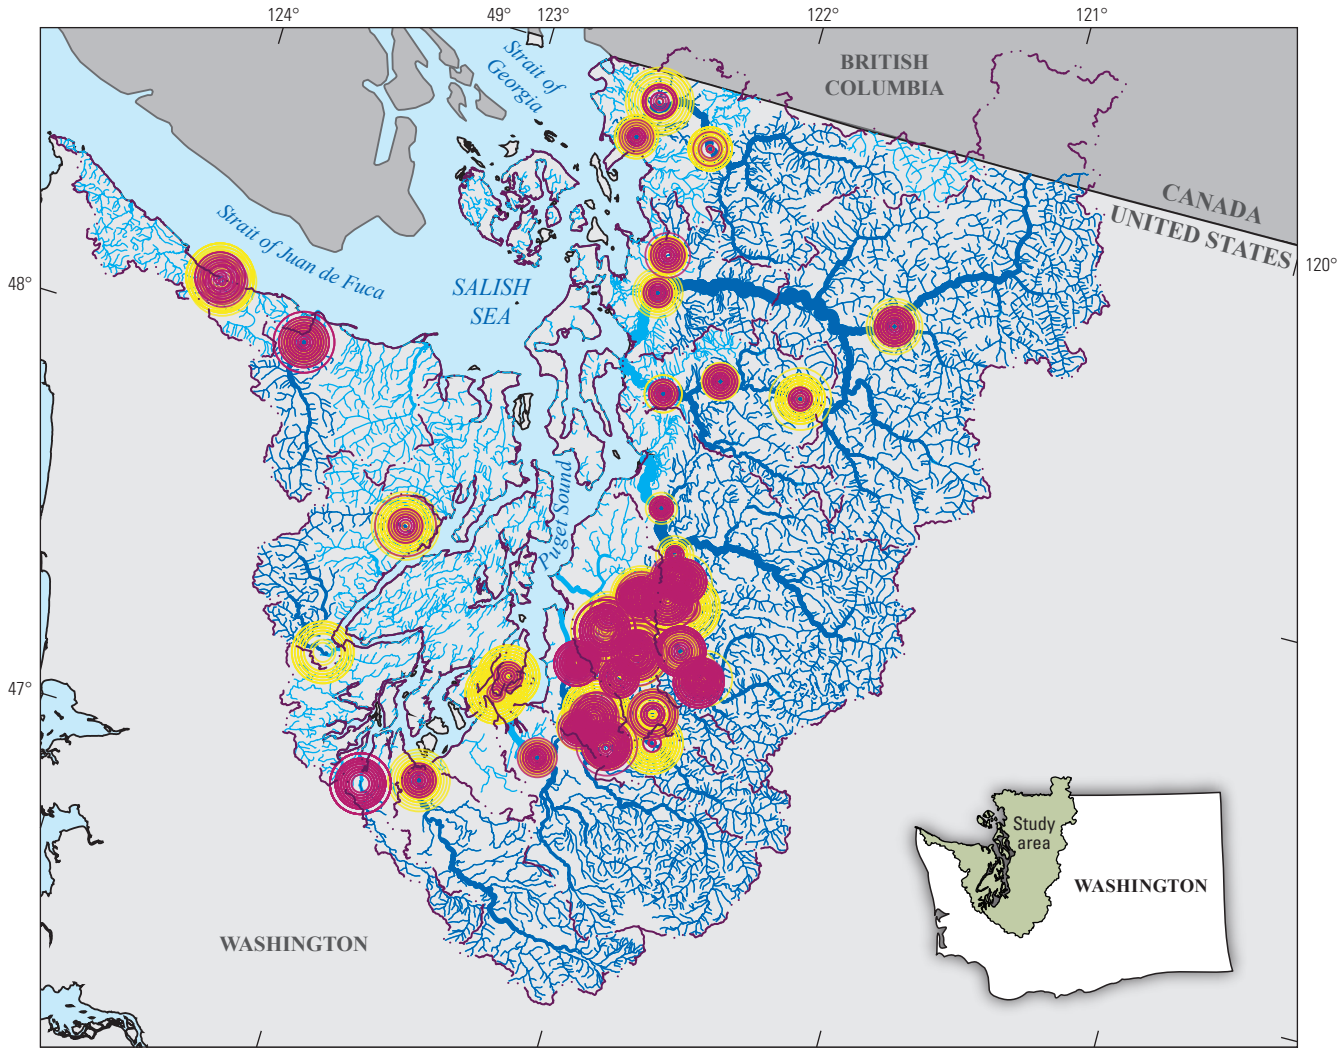 124°
49°
123°
122°
121°
Strait of
Georgia
BRITISH
COLUMBIA
CANADA
UNITED STATES
120°
Strait of Juan de Fuca
48°
SALISH
SEA
Puget Sound
47°
Study
area
WASHINGTON
WASHINGTON